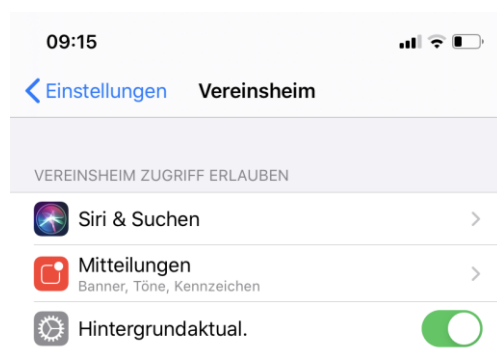 09:15
Einstellungen Vereinsheim
VEREINSHEIM ZUGRIFF ERLAUBEN
Siri & Suchen
Mitteilungen
Banner, Töne, Kennzeichen
Hintergrundaktual.